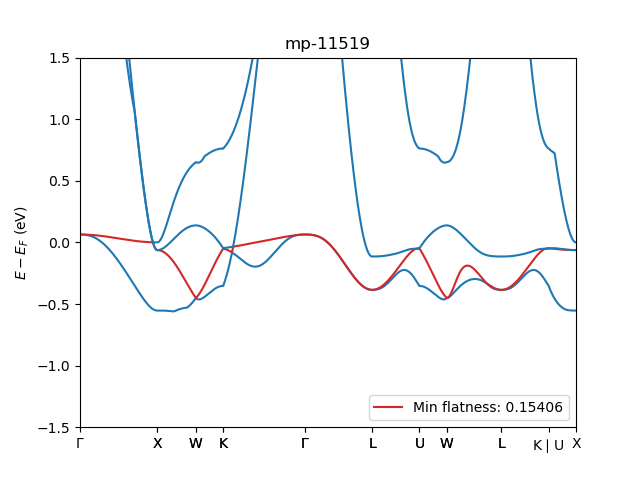 mp-11519
E − E_F (eV)
1.5
1.0
0.5
0.0
−0.5
−1.0
−1.5
Min flatness: 0.15406
Γ X W K Γ L U W L K | U X